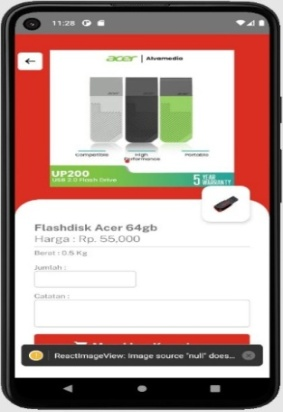 11:28
acer | Alvamedia
Compatible
High
Performance
Portable
UP200
USB 2.0 Flash Drive
5 YEAR
WARRANTY
Flashdisk Acer 64gb
Harga : Rp. 55,000
Berat : 0.5 Kg
Jumlah :
Catatan :
ReactImageView: Image source "null" does...